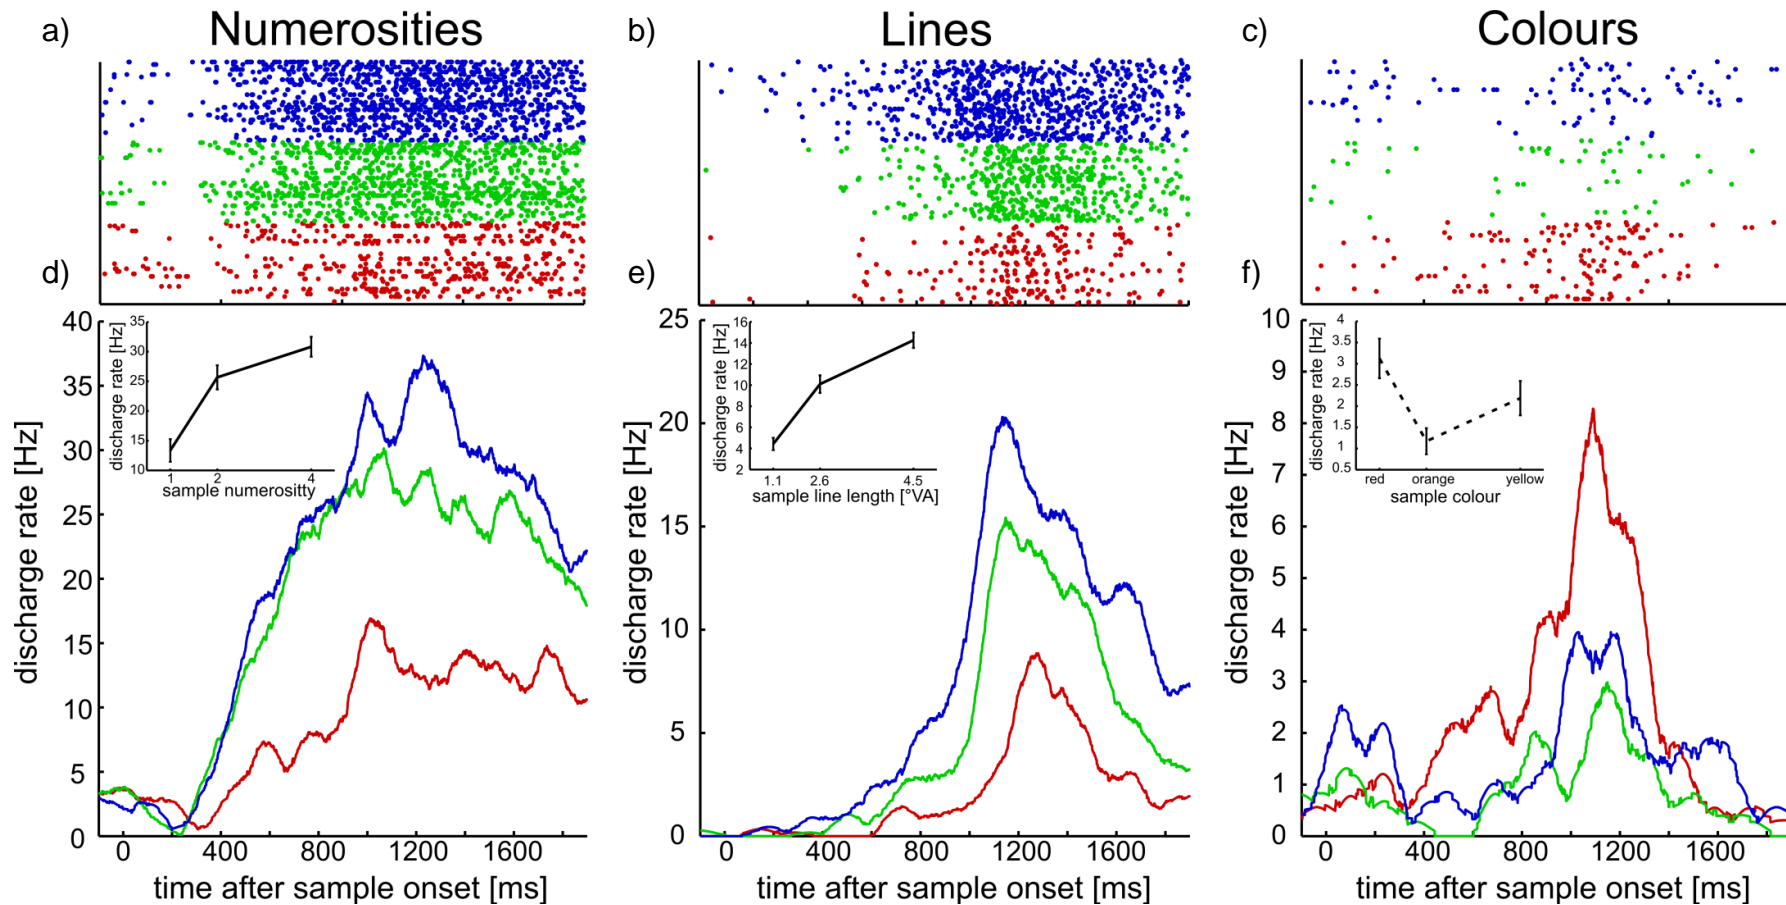 a) Numerosities
b) Lines
c) Colours
d)
40
35
30
25
20
15
10
5
0
discharge rate [Hz]
0 400 800 1200 1600
time after sample onset [ms]
35
30
25
20
15
10
discharge rate [Hz]
1 2 4
sample numerositty
e)
25
20
15
10
5
0
discharge rate [Hz]
0 400 800 1200 1600
time after sample onset [ms]
16
14
12
10
8
6
4
2
discharge rate [Hz]
1.1 2.6 4.5
sample line length [°VA]
f)
10
9
8
7
6
5
4
3
2
1
0
discharge rate [Hz]
0 400 800 1200 1600
time after sample onset [ms]
4
3.5
3
2.5
2
1.5
1
0.5
discharge rate [Hz]
red orange yellow
sample colour